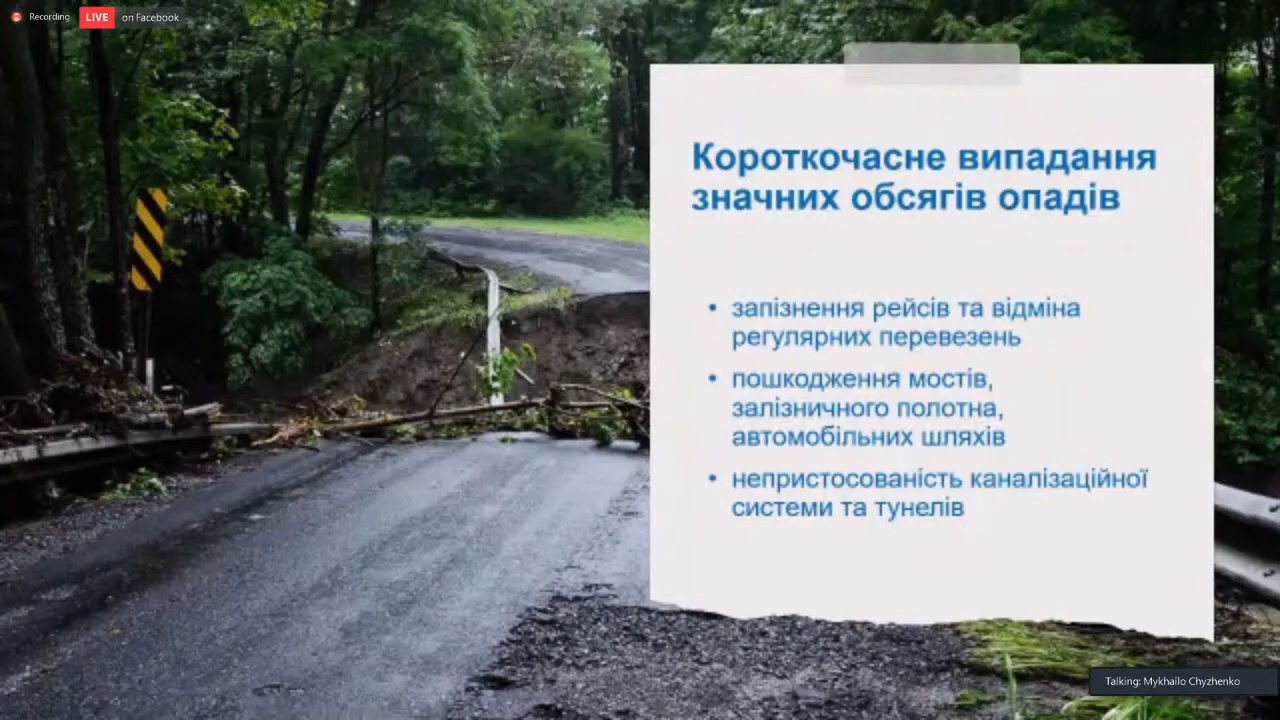 Recording LIVE on Facebook
Короткочасне випадання
значних обсягів опадів
• запізнення рейсів та відміна
регулярних перевезень
• пошкодження мостів,
залізничного полотна,
автомобільних шляхів
• непристосованість каналізаційної
системи та тунелів
Talking: Mykhailo Chyzhenko